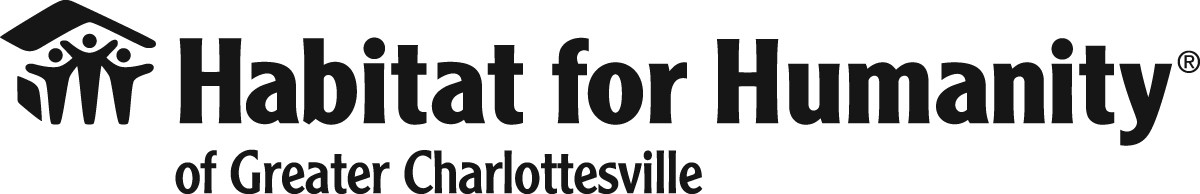 Habitat for Humanity®
of Greater Charlottesville